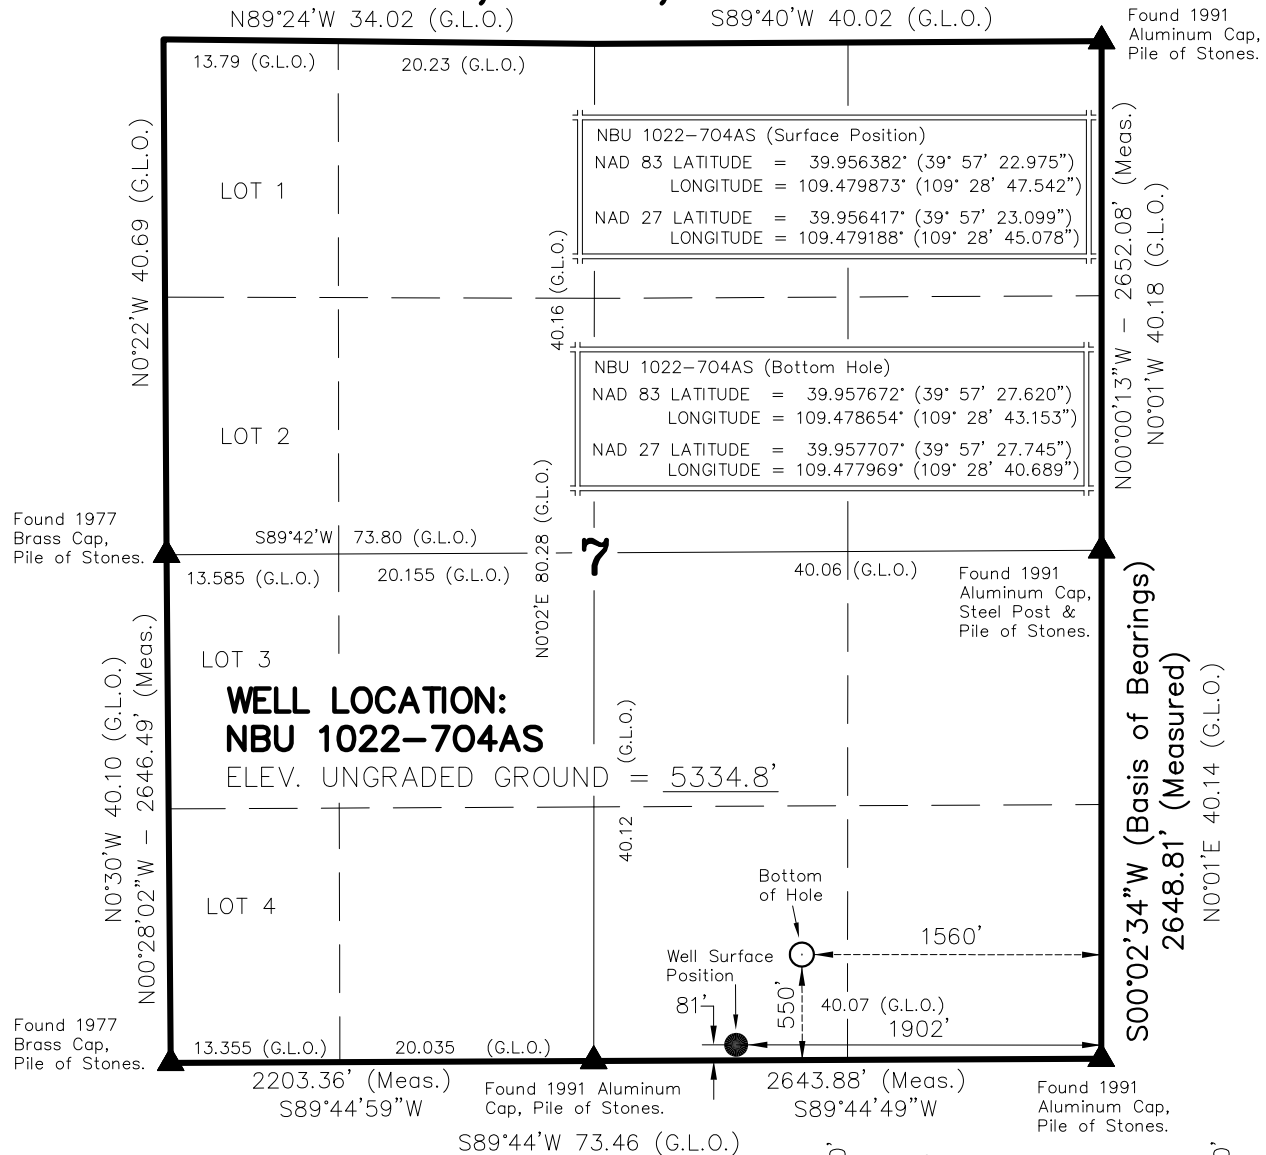 N89°24'W 34.02 (G.L.O.)
S89°40'W 40.02 (G.L.O.)
Found 1991
Aluminum Cap,
Pile of Stones.
13.79 (G.L.O.)
20.23 (G.L.O.)
N0°22'W 40.69 (G.L.O.)
LOT 1
NBU 1022-7O4AS (Surface Position)
NAD 83 LATITUDE = 39.956382° (39° 57' 22.975")
LONGITUDE = 109.479873° (109° 28' 47.542")
NAD 27 LATITUDE = 39.956417° (39° 57' 23.099")
LONGITUDE = 109.479188° (109° 28' 45.078")
N00°00'13"W - 2652.08' (Meas.)
N0°01'W 40.18 (G.L.O.)
40.16 (G.L.O.)
NBU 1022-7O4AS (Bottom Hole)
NAD 83 LATITUDE = 39.957672° (39° 57' 27.620")
LONGITUDE = 109.478654° (109° 28' 43.153")
NAD 27 LATITUDE = 39.957707° (39° 57' 27.745")
LONGITUDE = 109.477969° (109° 28' 40.689")
LOT 2
Found 1977
Brass Cap,
Pile of Stones.
S89°42'W 73.80 (G.L.O.)
13.585 (G.L.O.)
20.155 (G.L.O.)
N0°02'E 80.28 (G.L.O.)
7
40.06 (G.L.O.)
Found 1991
Aluminum Cap,
Steel Post &
Pile of Stones.
LOT 3
WELL LOCATION:
NBU 1022-7O4AS
ELEV. UNGRADED GROUND = 5334.8'
N0°30'W 40.10 (G.L.O.)
N00°28'02"W - 2646.49' (Meas.)
40.12 (G.L.O.)
S00°02'34"W (Basis of Bearings)
2648.81' (Measured)
N0°01'E 40.14 (G.L.O.)
LOT 4
Bottom
of Hole
1560'
Well Surface
Position
81'
550'
40.07 (G.L.O.)
1902'
Found 1977
Brass Cap,
Pile of Stones.
13.355 (G.L.O.)
20.035 (G.L.O.)
2203.36' (Meas.)
S89°44'59"W
Found 1991 Aluminum
Cap, Pile of Stones.
2643.88' (Meas.)
S89°44'49"W
Found 1991
Aluminum Cap,
Pile of Stones.
S89°44'W 73.46 (G.L.O.)